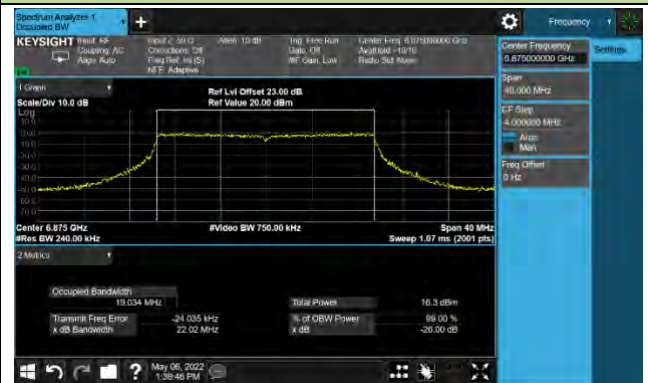 Spectrum Analyzer 1
Occupied BW
+
Frequency
KEYSIGHT Input: RF
Coupling: AC
Align: Auto
Input Z: 50 Ω
Corrections: Off
Freq Ref: Int (S)
NFE: Adaptive
Atten: 10 dB
Trig: Free Run
Gate: Off
#IF Gain: Low
Center Freq: 6.875000000 GHz
Avg|Hold: >10/10
Radio Std: None
Center Frequency
6.875000000 GHz
Settings
Span
40.000 MHz
CF Step
4.000000 MHz
Auto
Man
Freq Offset
0 Hz
1 Graph
Scale/Div 10.0 dB
Ref Lvl Offset 23.00 dB
Ref Value 20.00 dBm
Log
Center 6.875 GHz
#Res BW 240.00 kHz
#Video BW 750.00 kHz
Span 40 MHz
Sweep 1.07 ms (2001 pts)
2 Metrics
Occupied Bandwidth
19.034 MHz
Total Power 16.3 dBm
Transmit Freq Error -24.035 kHz
% of OBW Power 99.00 %
x dB Bandwidth 22.02 MHz
x dB -26.00 dB
?
May 06, 2022
1:39:46 PM